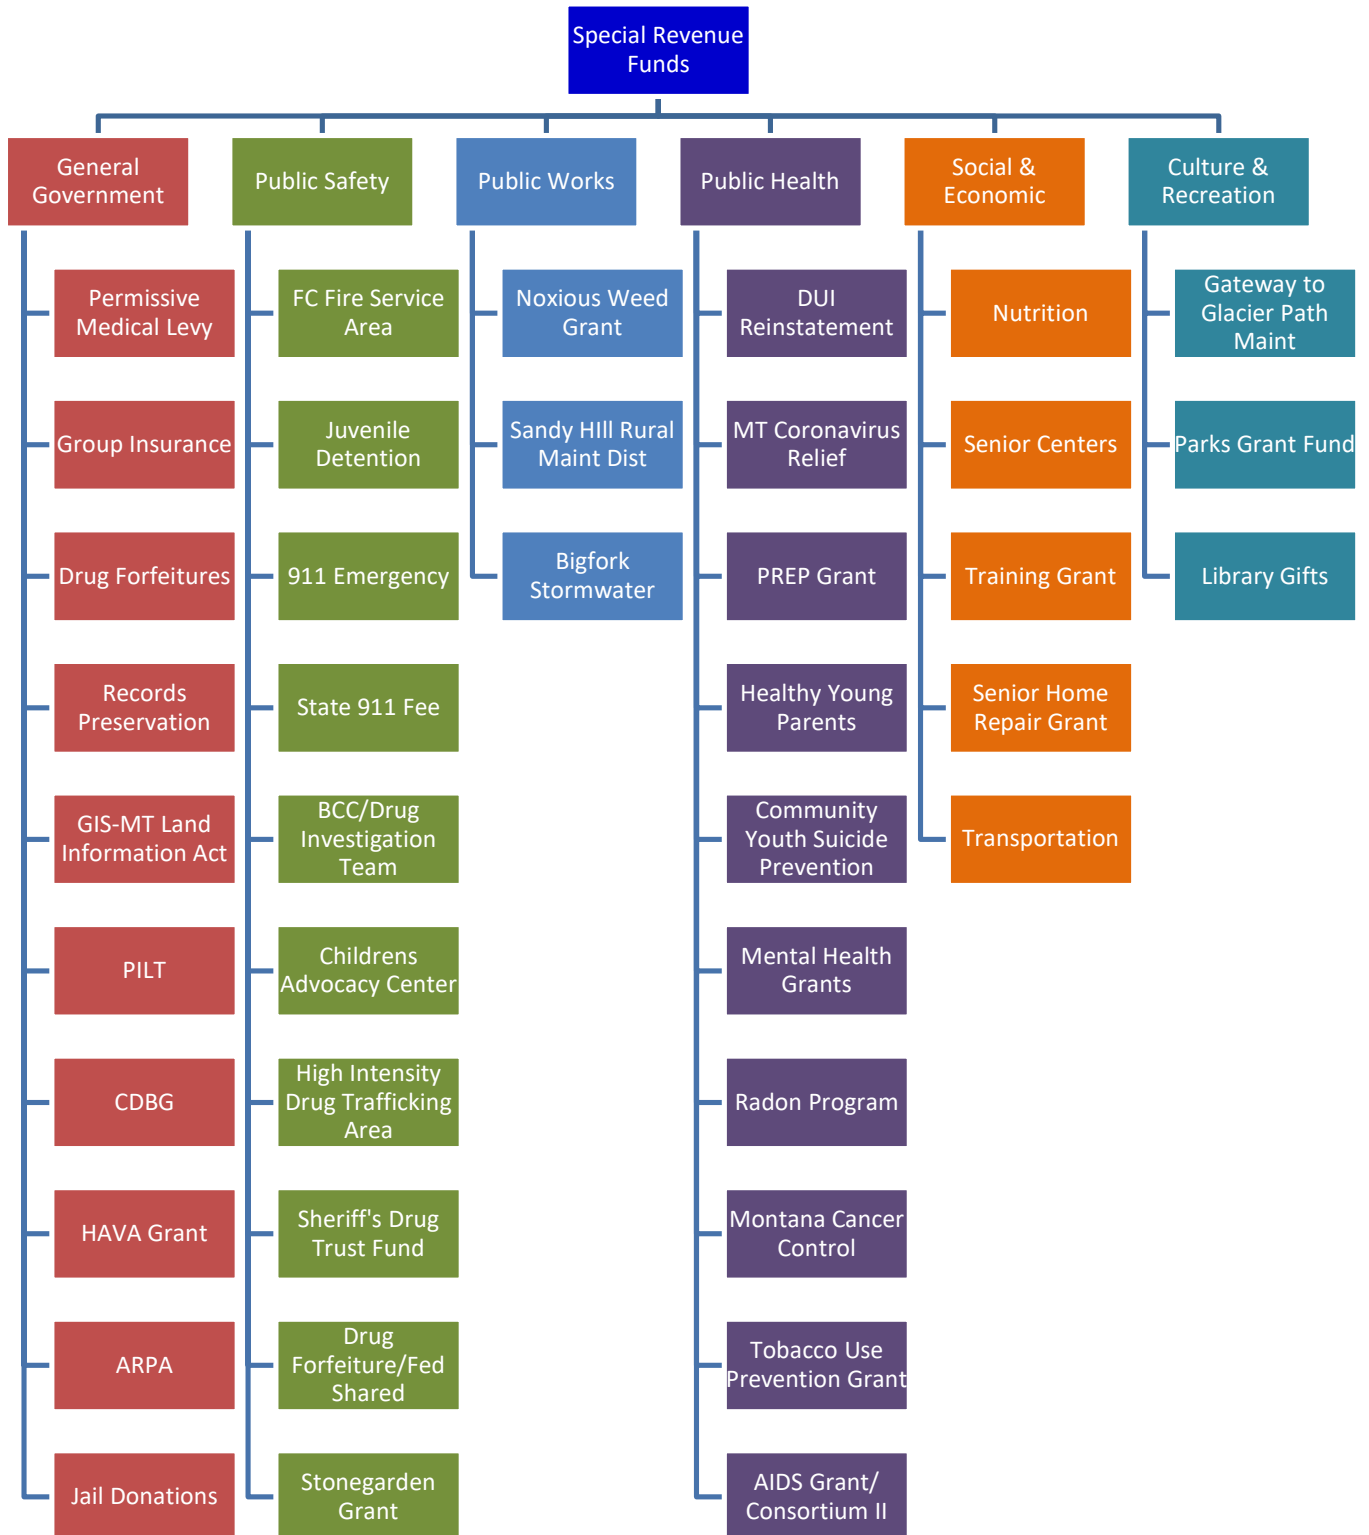 Special Revenue
Funds
General
Government
Public Safety
Public Works
Public Health
Social &
Economic
Culture &
Recreation
Permissive
Medical Levy
Group Insurance
Drug Forfeitures
Records
Preservation
GIS-MT Land
Information Act
PILT
CDBG
HAVA Grant
ARPA
Jail Donations
FC Fire Service
Area
Juvenile
Detention
911 Emergency
State 911 Fee
BCC/Drug
Investigation
Team
Childrens
Advocacy Center
High Intensity
Drug Trafficking
Area
Sheriff's Drug
Trust Fund
Drug
Forfeiture/Fed
Shared
Stonegarden
Grant
Noxious Weed
Grant
Sandy HIll Rural
Maint Dist
Bigfork
Stormwater
DUI
Reinstatement
MT Coronavirus
Relief
PREP Grant
Healthy Young
Parents
Community
Youth Suicide
Prevention
Mental Health
Grants
Radon Program
Montana Cancer
Control
Tobacco Use
Prevention Grant
AIDS Grant/
Consortium II
Nutrition
Senior Centers
Training Grant
Senior Home
Repair Grant
Transportation
Gateway to
Glacier Path
Maint
Parks Grant Fund
Library Gifts